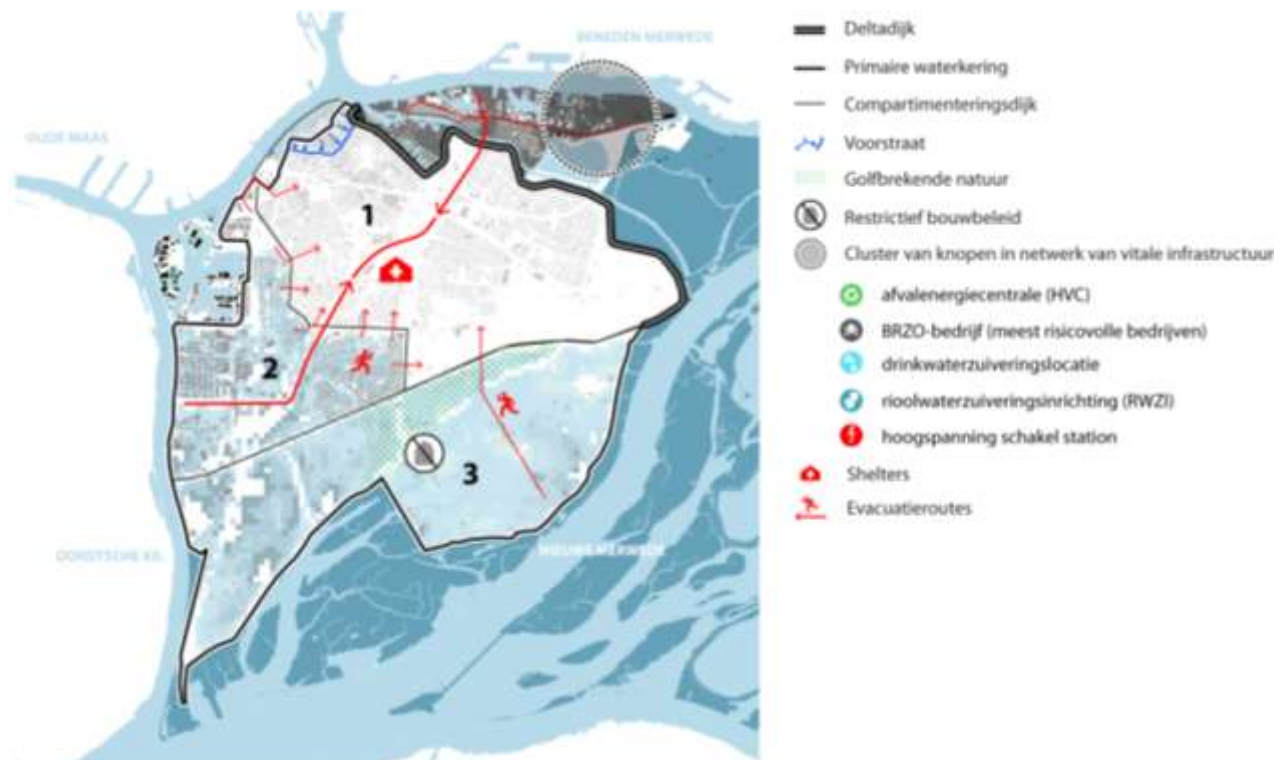 BENEDEN MERWEDE
OUDE MAAS
1
2
3
DORDTSCHE KIL
NIEUWE MERWEDE
Deltadijk
Primaire waterkering
Compartimenteringsdijk
Voorstraat
Golfbrekende natuur
Restrictief bouwbeleid
Cluster van knopen in netwerk van vitale infrastructuur
afvalenergiecentrale (HVC)
BRZO-bedrijf (meest risicovolle bedrijven)
drinkwaterzuiveringslocatie
rioolwaterzuiveringsinrichting (RWZI)
hoogspanning schakel station
Shelters
Evacuatieroutes